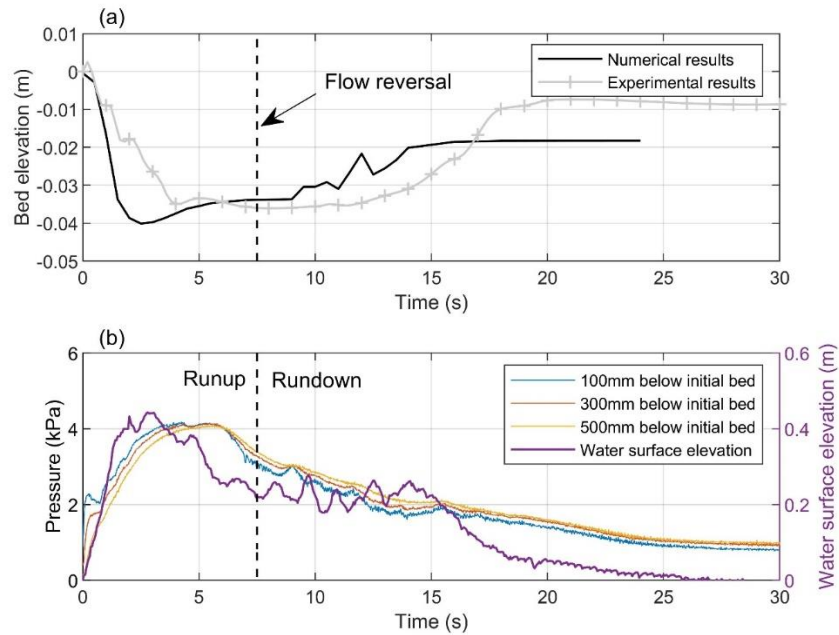 (a)
0.01
0
-0.01
-0.02
-0.03
-0.04
-0.05
Bed elevation (m)
Flow reversal
Numerical results
Experimental results
0 5 10 15 20 25 30
Time (s)
(b)
6
4
2
0
Pressure (kPa)
Runup Rundown
100mm below initial bed
300mm below initial bed
500mm below initial bed
Water surface elevation
0.6
0.4
0.2
0
Water surface elevation (m)
0 5 10 15 20 25 30
Time (s)